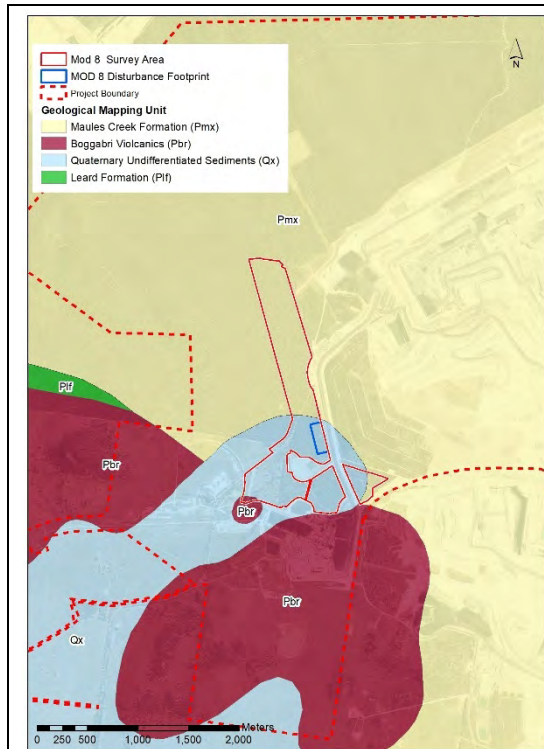 Mod 8 Survey Area
MOD 8 Disturbance Footprint
Project Boundary
Geological Mapping Unit
Maules Creek Formation (Pmx)
Boggabri Violcanics (Pbr)
Quaternary Undifferentiated Sediments (Qx)
Leard Formation (Plf)
N
Pmx
Plf
Pbr
Pbr
Pbr
Qx
Meters
0 250 500 1,000 1,500 2,000